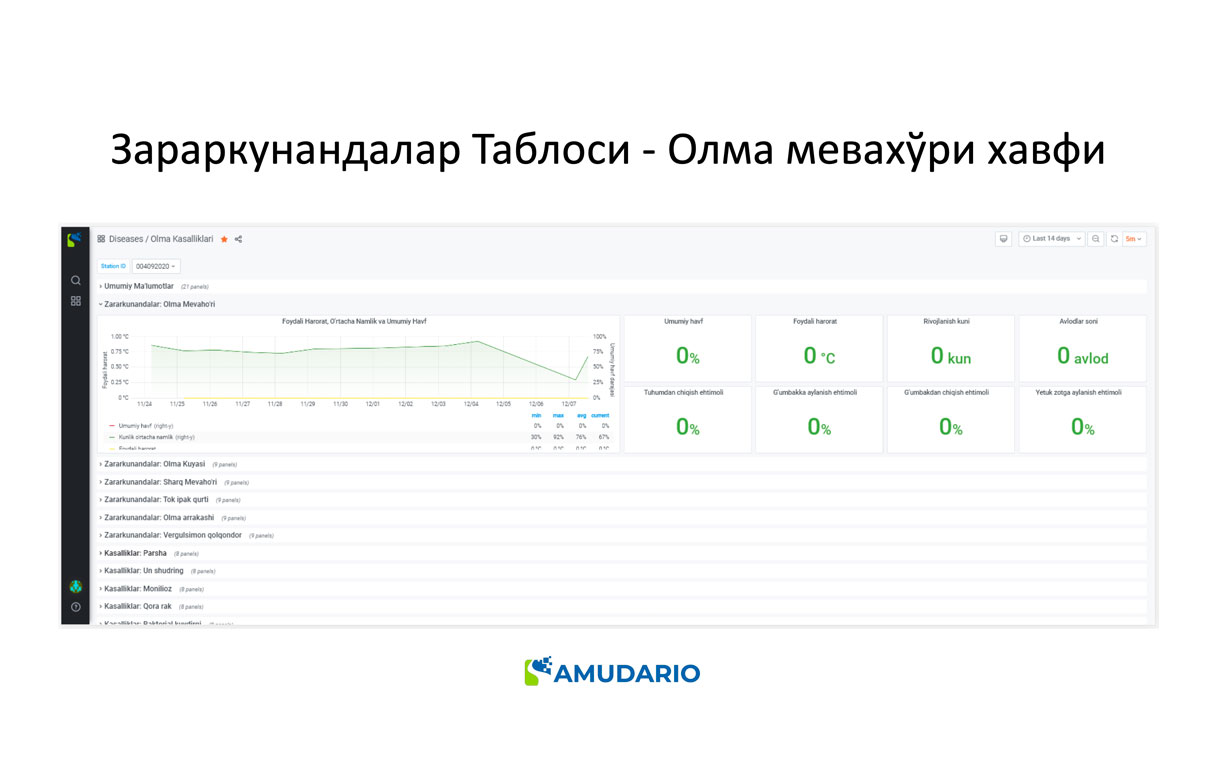 Зараркунандалар Таблоси - Олма мевахўри хавфи
Diseases / Olma Kasalliklari
Last 14 days
5m
Station ID
004092020
Umumiy Ma'lumotlar (21 panels)
Zararkunandalar: Olma Mevaho'ri
Foydali Harorat, O'rtacha Namlik va Umumiy Havf
1.00 °C
0.75 °C
0.50 °C
0.25 °C
0 °C
Foydali harorat
100%
75%
50%
25%
0%
Umumiy havf darajasi
11/24 11/25 11/26 11/27 11/28 11/29 11/30 12/01 12/02 12/03 12/04 12/05 12/06 12/07
min max avg current
Umumiy havf (right-y) 0% 0% 0% 0%
Kunlik o'rtacha namlik (right-y) 30% 92% 76% 67%
Foydali harorat 0 °C 0 °C 0 °C 0 °C
Umumiy havf
0%
Foydali harorat
0 °C
Rivojlanish kuni
0 kun
Avlodlar soni
0 avlod
Tuhumdan chiqish ehtimoli
0%
G'umbakka aylanish ehtimoli
0%
G'umbakdan chiqish ehtimoli
0%
Yetuk zotga aylanish ehtimoli
0%
Zararkunandalar: Olma Kuyasi (9 panels)
Zararkunandalar: Sharq Mevaho'ri (9 panels)
Zararkunandalar: Tok ipak qurti (9 panels)
Zararkunandalar: Olma arrakashi (9 panels)
Zararkunandalar: Vergulsimon qolqondor (9 panels)
Kasalliklar: Parsha (8 panels)
Kasalliklar: Un shudring (8 panels)
Kasalliklar: Monilioz (8 panels)
Kasalliklar: Qora rak (8 panels)
Kasalliklar: Bakterial kuydirgi (8 panels)
AMUDARIO